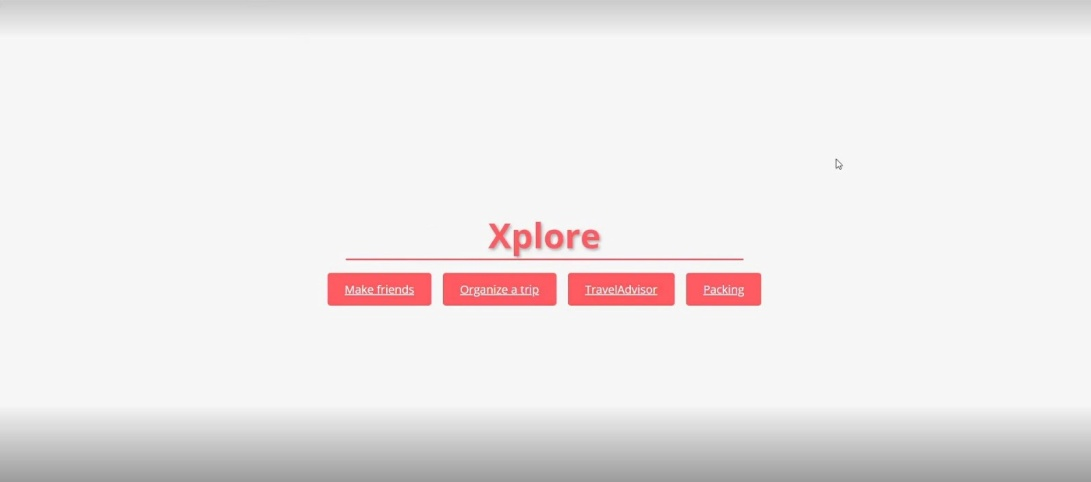 Xplore
Make friends Organize a trip TravelAdvisor Packing